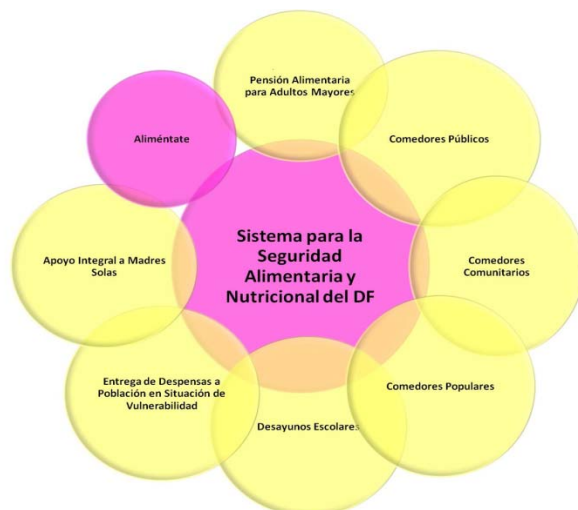 Pensión Alimentaria
para Adultos Mayores
Aliméntate
Comedores Públicos
Sistema para la
Seguridad
Alimentaria y
Nutricional del DF
Apoyo Integral a Madres
Solas
Comedores
Comunitarios
Entrega de Despensas a
Población en Situación de
Vulnerabilidad
Comedores Populares
Desayunos Escolares